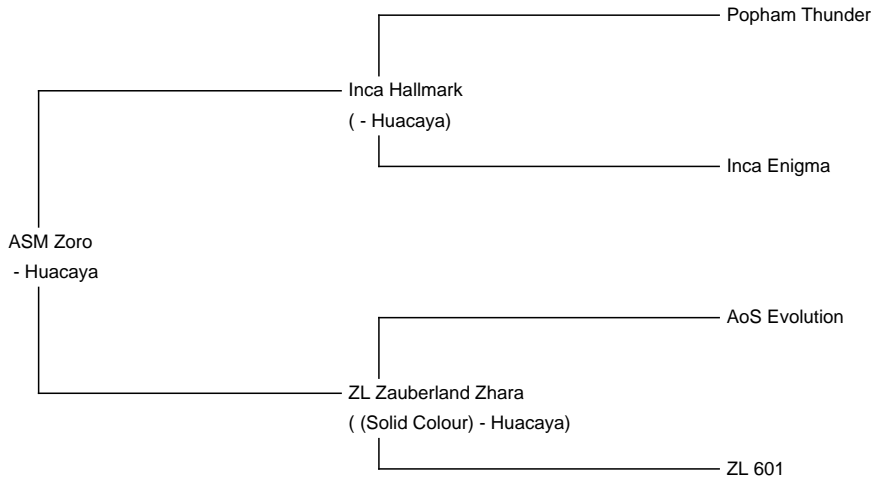 Popham Thunder
Inca Hallmark
( - Huacaya)
Inca Enigma
ASM Zoro
- Huacaya
AoS Evolution
ZL Zauberland Zhara
( (Solid Colour) - Huacaya)
ZL 601